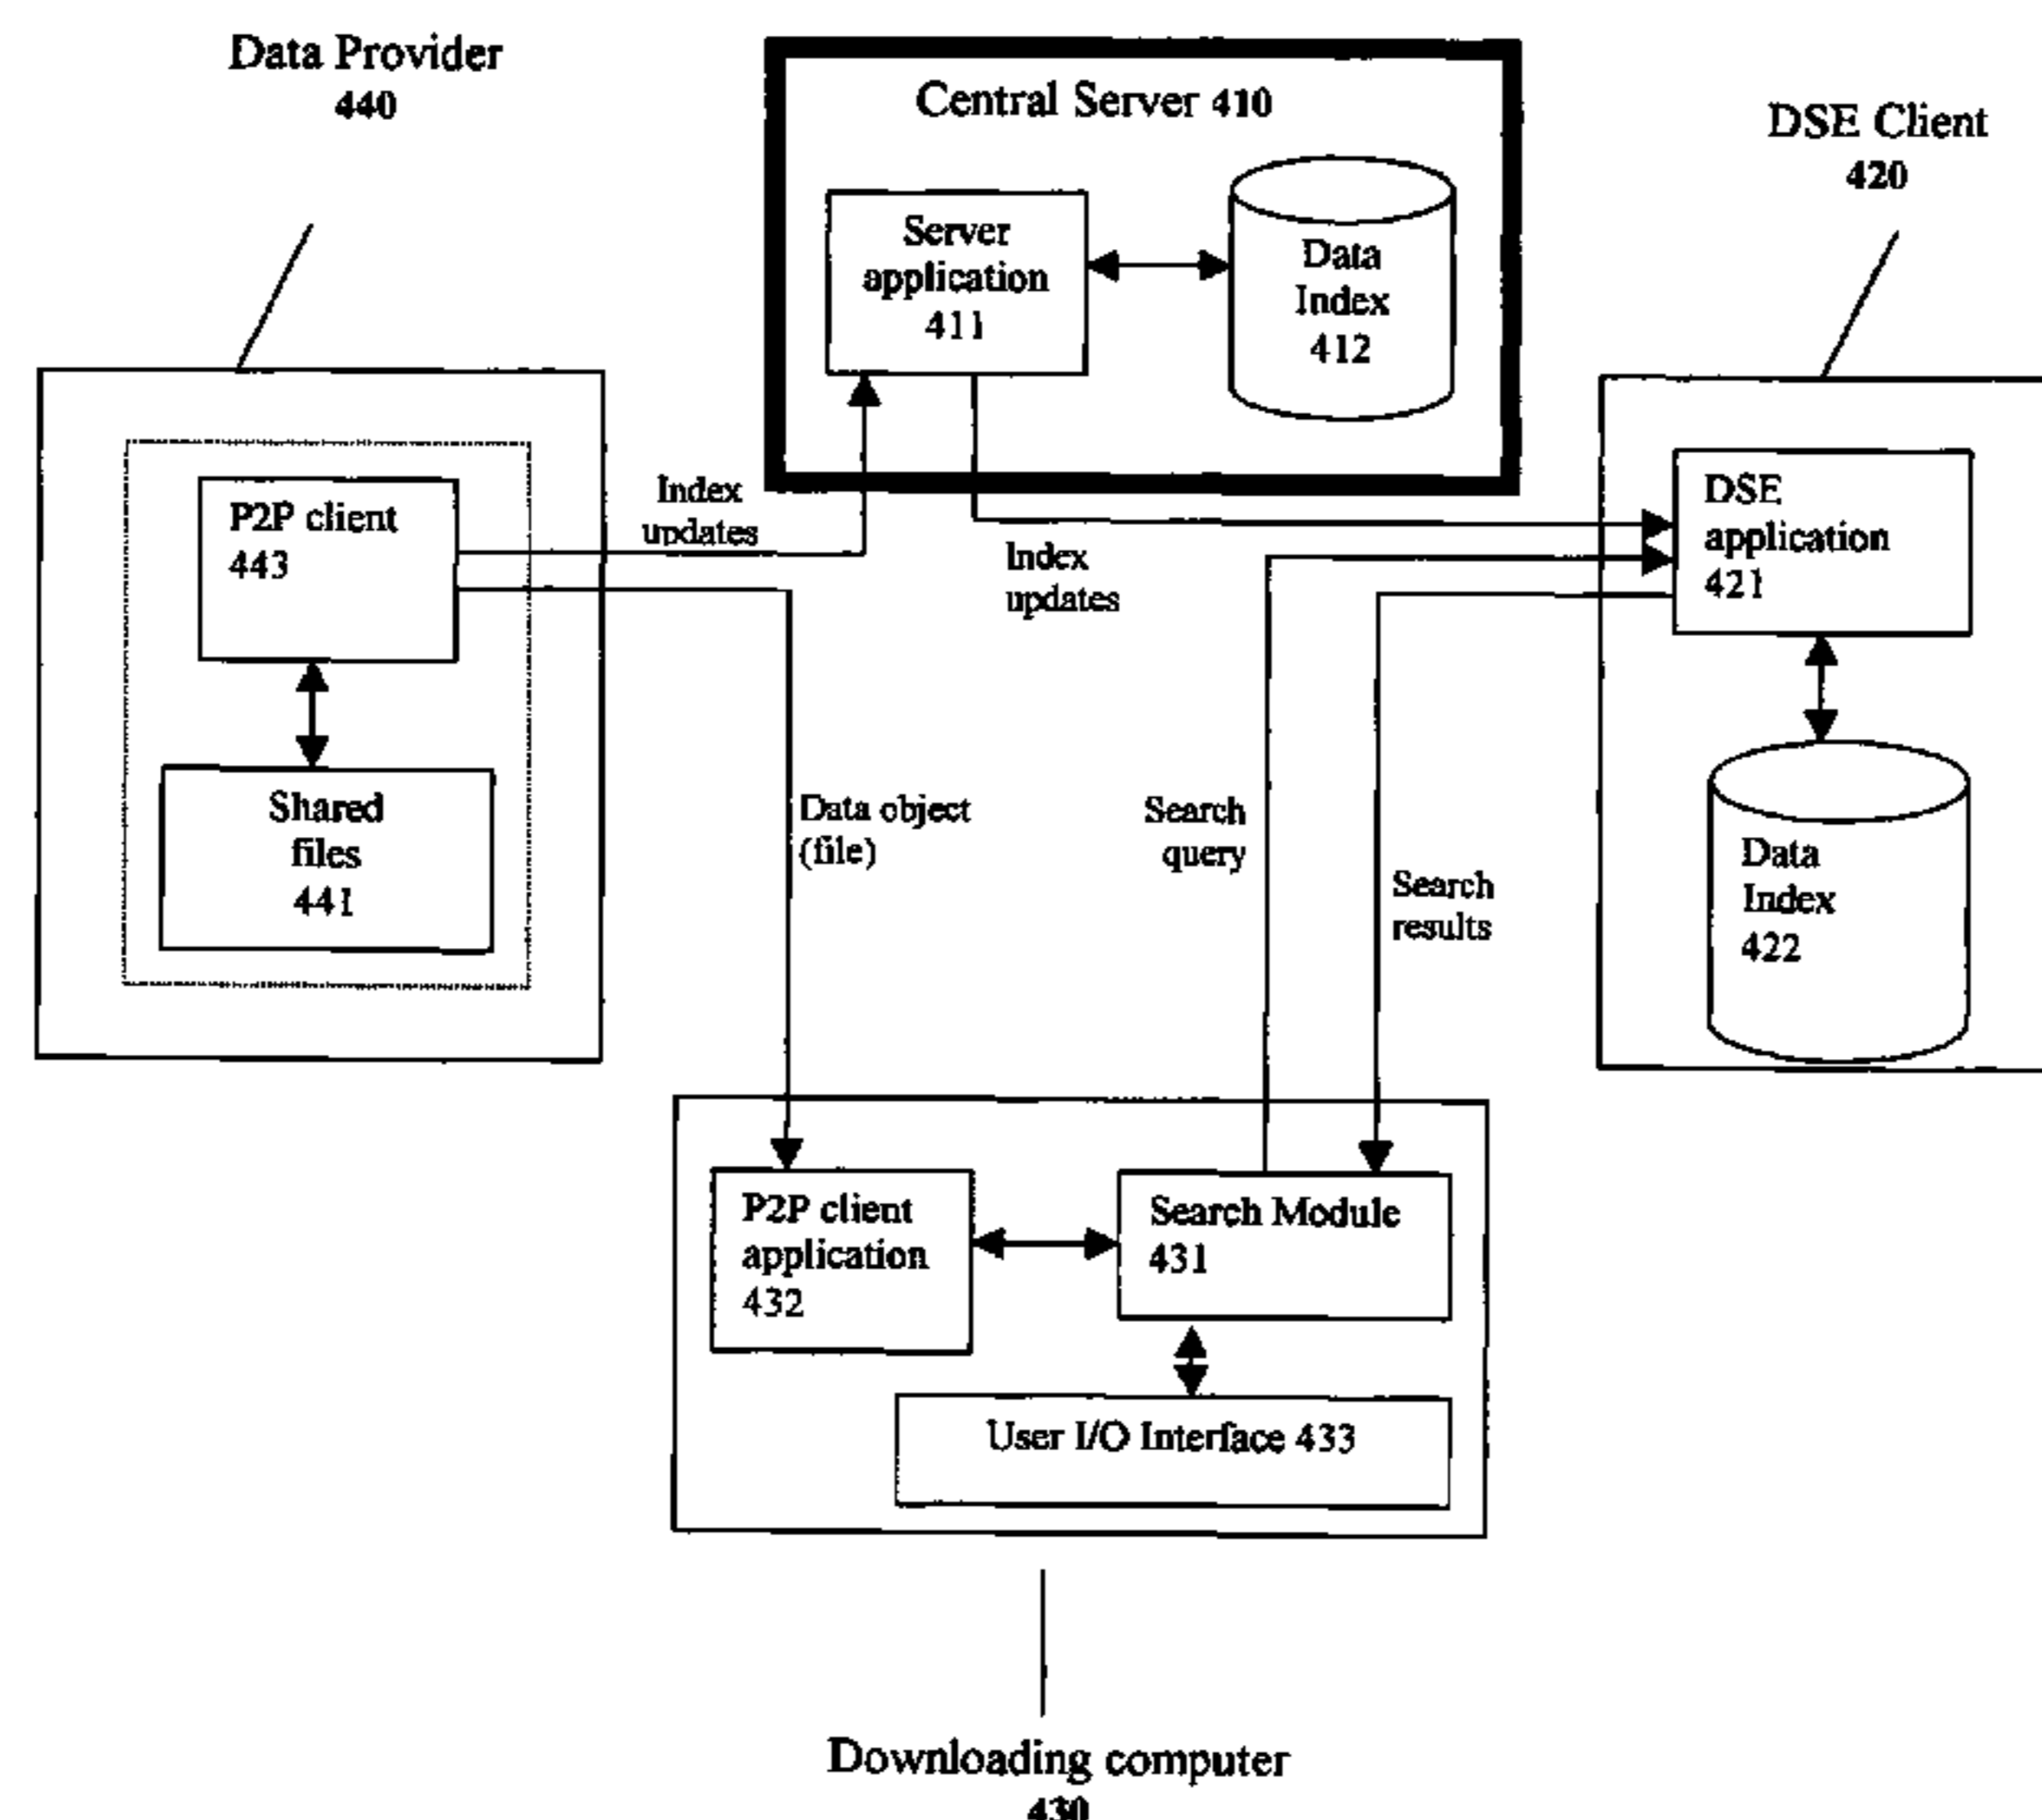 Data Provider
440
Central Server 410
DSE Client
420
Server
application
411
Data
Index
412
P2P client
443
Index
updates
Index
updates
DSE
application
421
Shared
files
441
Data object
(file)
Search
query
Search
results
Data
Index
422
P2P client
application
432
Search Module
431
User I/O Interface 433
Downloading computer
430